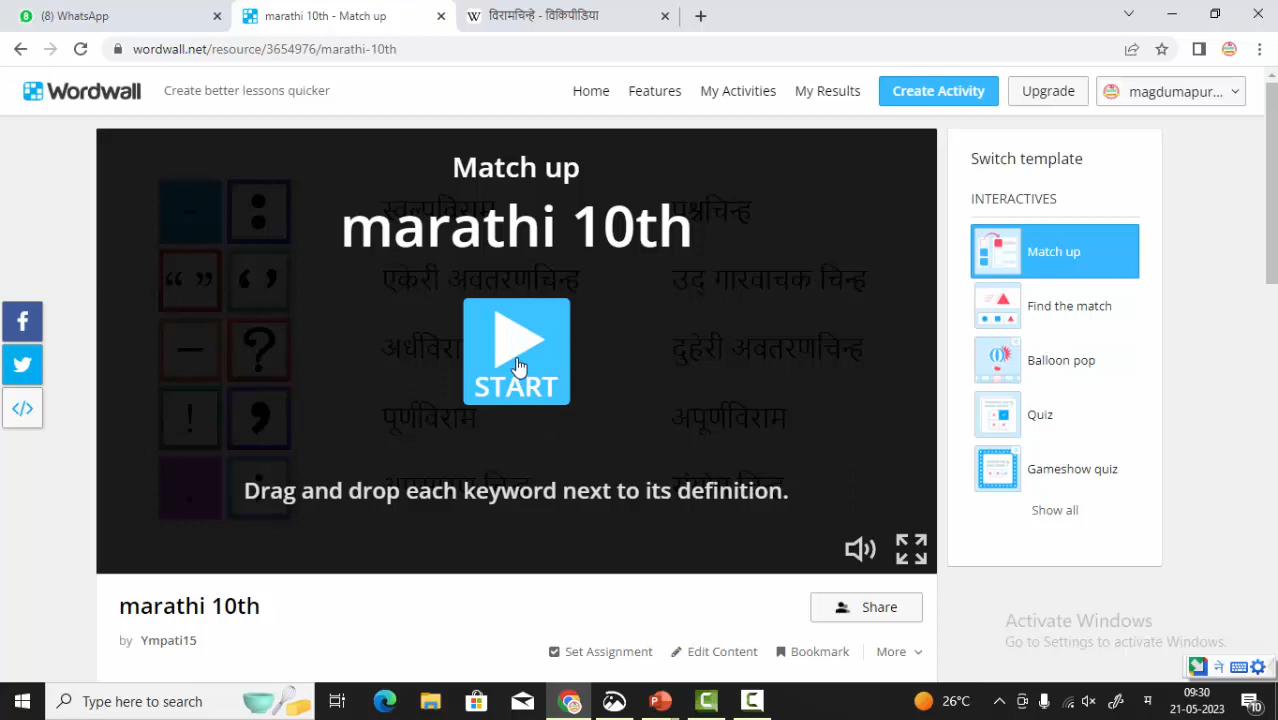 (8) WhatsApp
marathi 10th - Match up
विरामचिन्हे - विकिपीडिया
wordwall.net/resource/3654976/marathi-10th
Wordwall
Create better lessons quicker
Home
Features
My Activities
My Results
Create Activity
Upgrade
magdumapur...
Match up
marathi 10th
स्वल्पविराम
प्रश्नचिन्ह
एकेरी अवतरणचिन्ह
उद् गारवाचक चिन्ह
दुहेरी अवतरणचिन्ह
पूर्णविराम
अपूर्णविराम
START
Drag and drop each keyword next to its definition.
Switch template
INTERACTIVES
Match up
Find the match
Balloon pop
Quiz
Gameshow quiz
Show all
marathi 10th
by Ympati15
Share
Set Assignment
Edit Content
Bookmark
More
Activate Windows
Go to Settings to activate Windows.
ने
Type here to search
26°C
म
09:30
21-05-2023
10